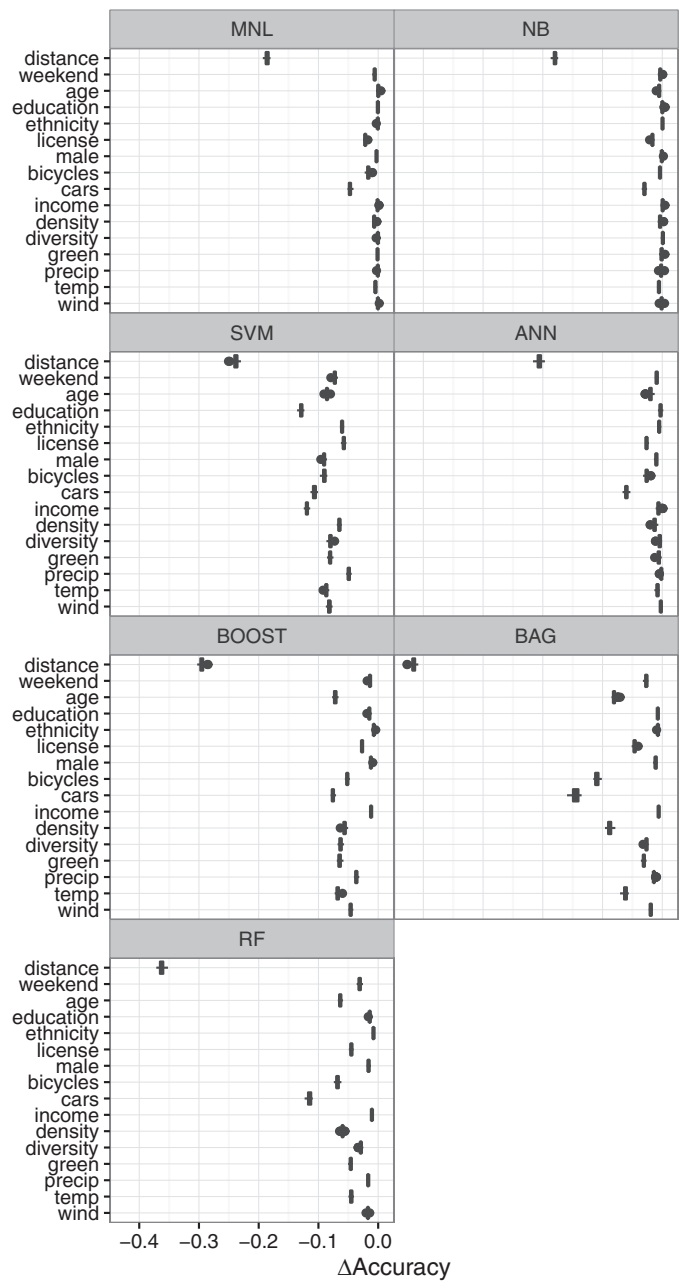 MNL NB
distance
weekend
age
education
ethnicity
license
male
bicycles
cars
income
density
diversity
green
precip
temp
wind
SVM ANN
distance
weekend
age
education
ethnicity
license
male
bicycles
cars
income
density
diversity
green
precip
temp
wind
BOOST BAG
distance
weekend
age
education
ethnicity
license
male
bicycles
cars
income
density
diversity
green
precip
temp
wind
RF
distance
weekend
age
education
ethnicity
license
male
bicycles
cars
income
density
diversity
green
precip
temp
wind
−0.4 −0.3 −0.2 −0.1 0.0
ΔAccuracy